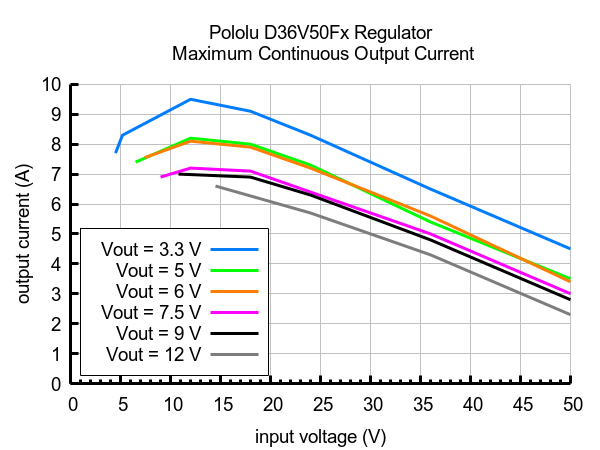 Pololu D36V50Fx Regulator
Maximum Continuous Output Current
10
9
8
7
6
5
4
3
2
1
0
output current (A)
Vout = 3.3 V
Vout = 5 V
Vout = 6 V
Vout = 7.5 V
Vout = 9 V
Vout = 12 V
0 5 10 15 20 25 30 35 40 45 50
input voltage (V)